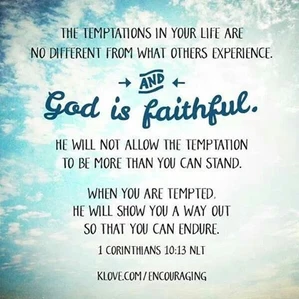 THE TEMPTATIONS IN YOUR LIFE ARE
NO DIFFERENT FROM WHAT OTHERS EXPERIENCE.
AND
God is faithful.
HE WILL NOT ALLOW THE TEMPTATION
TO BE MORE THAN YOU CAN STAND.
WHEN YOU ARE TEMPTED,
HE WILL SHOW YOU A WAY OUT
SO THAT YOU CAN ENDURE.
1 CORINTHIANS 10:13 NLT
KLOVE.COM/ENCOURAGING